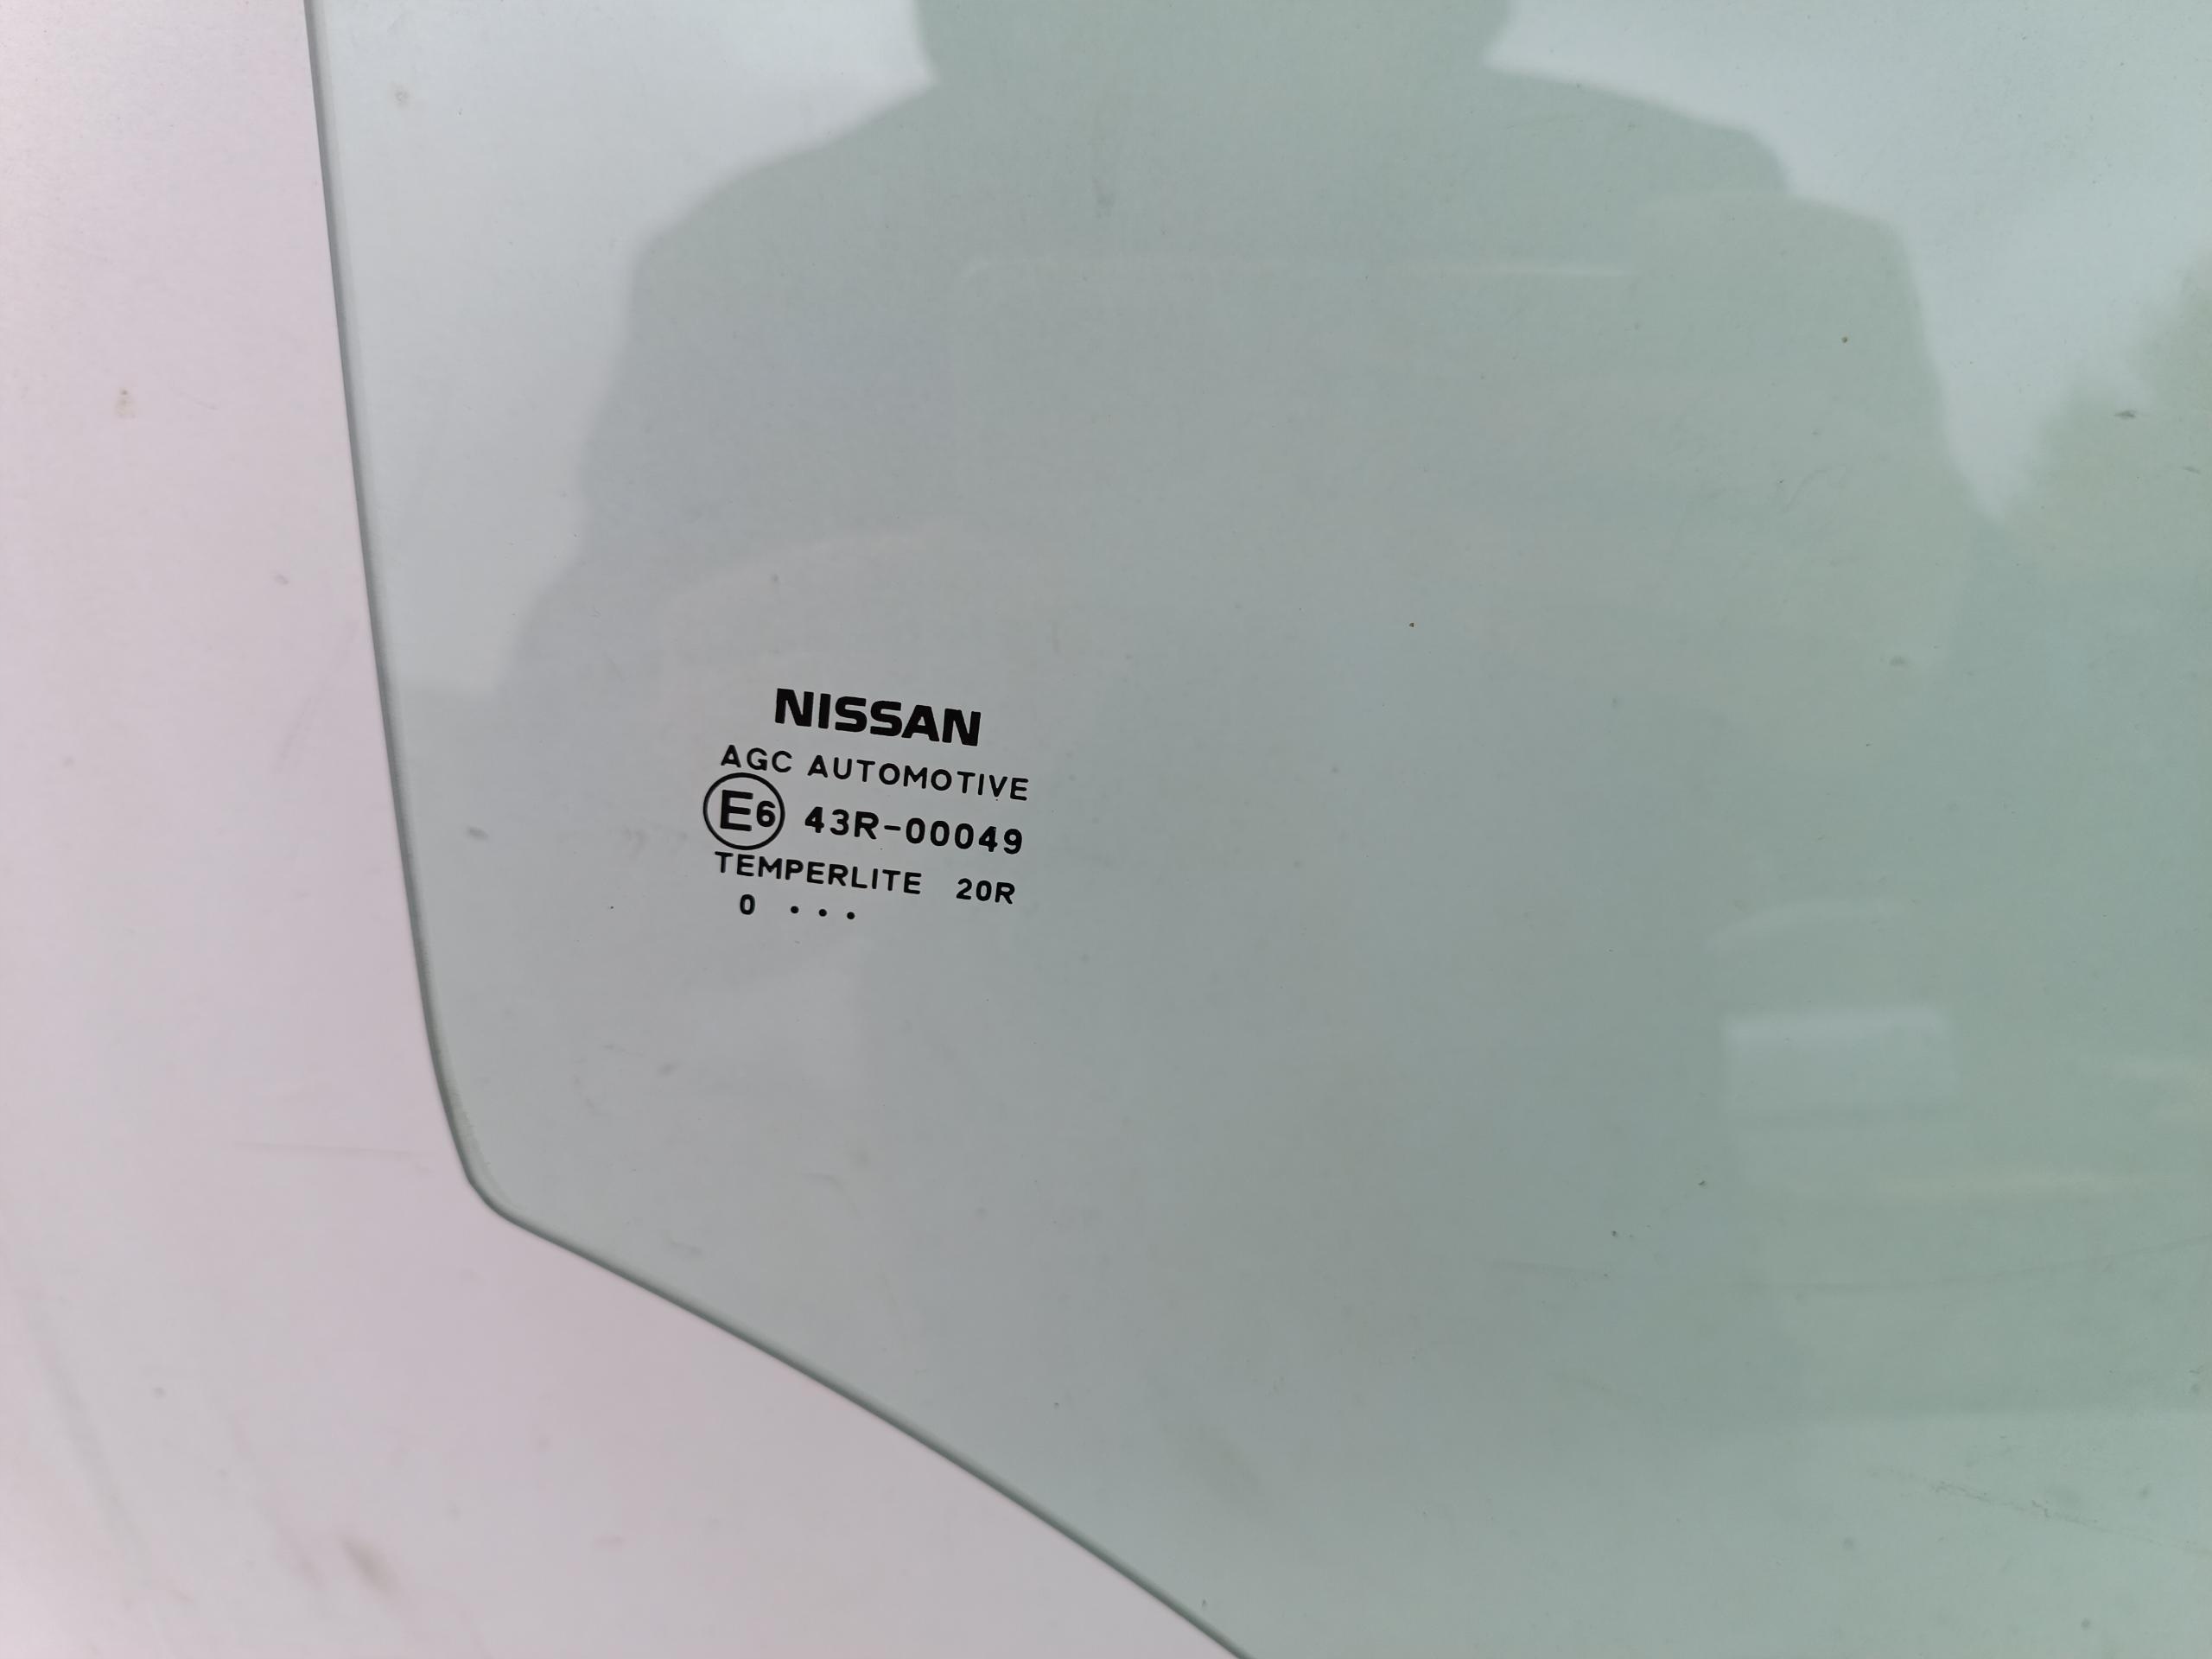 NISSAN
AGC AUTOMOTIVE
E6 43R-00049
TEMPERLITE 20R
0 ...